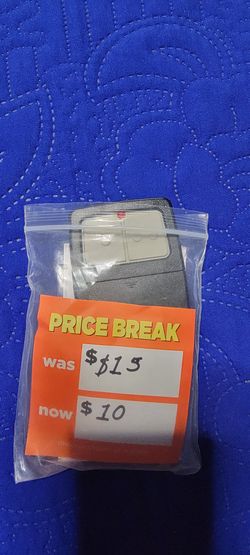 PRICE BREAK
was $ $15
now $ 10